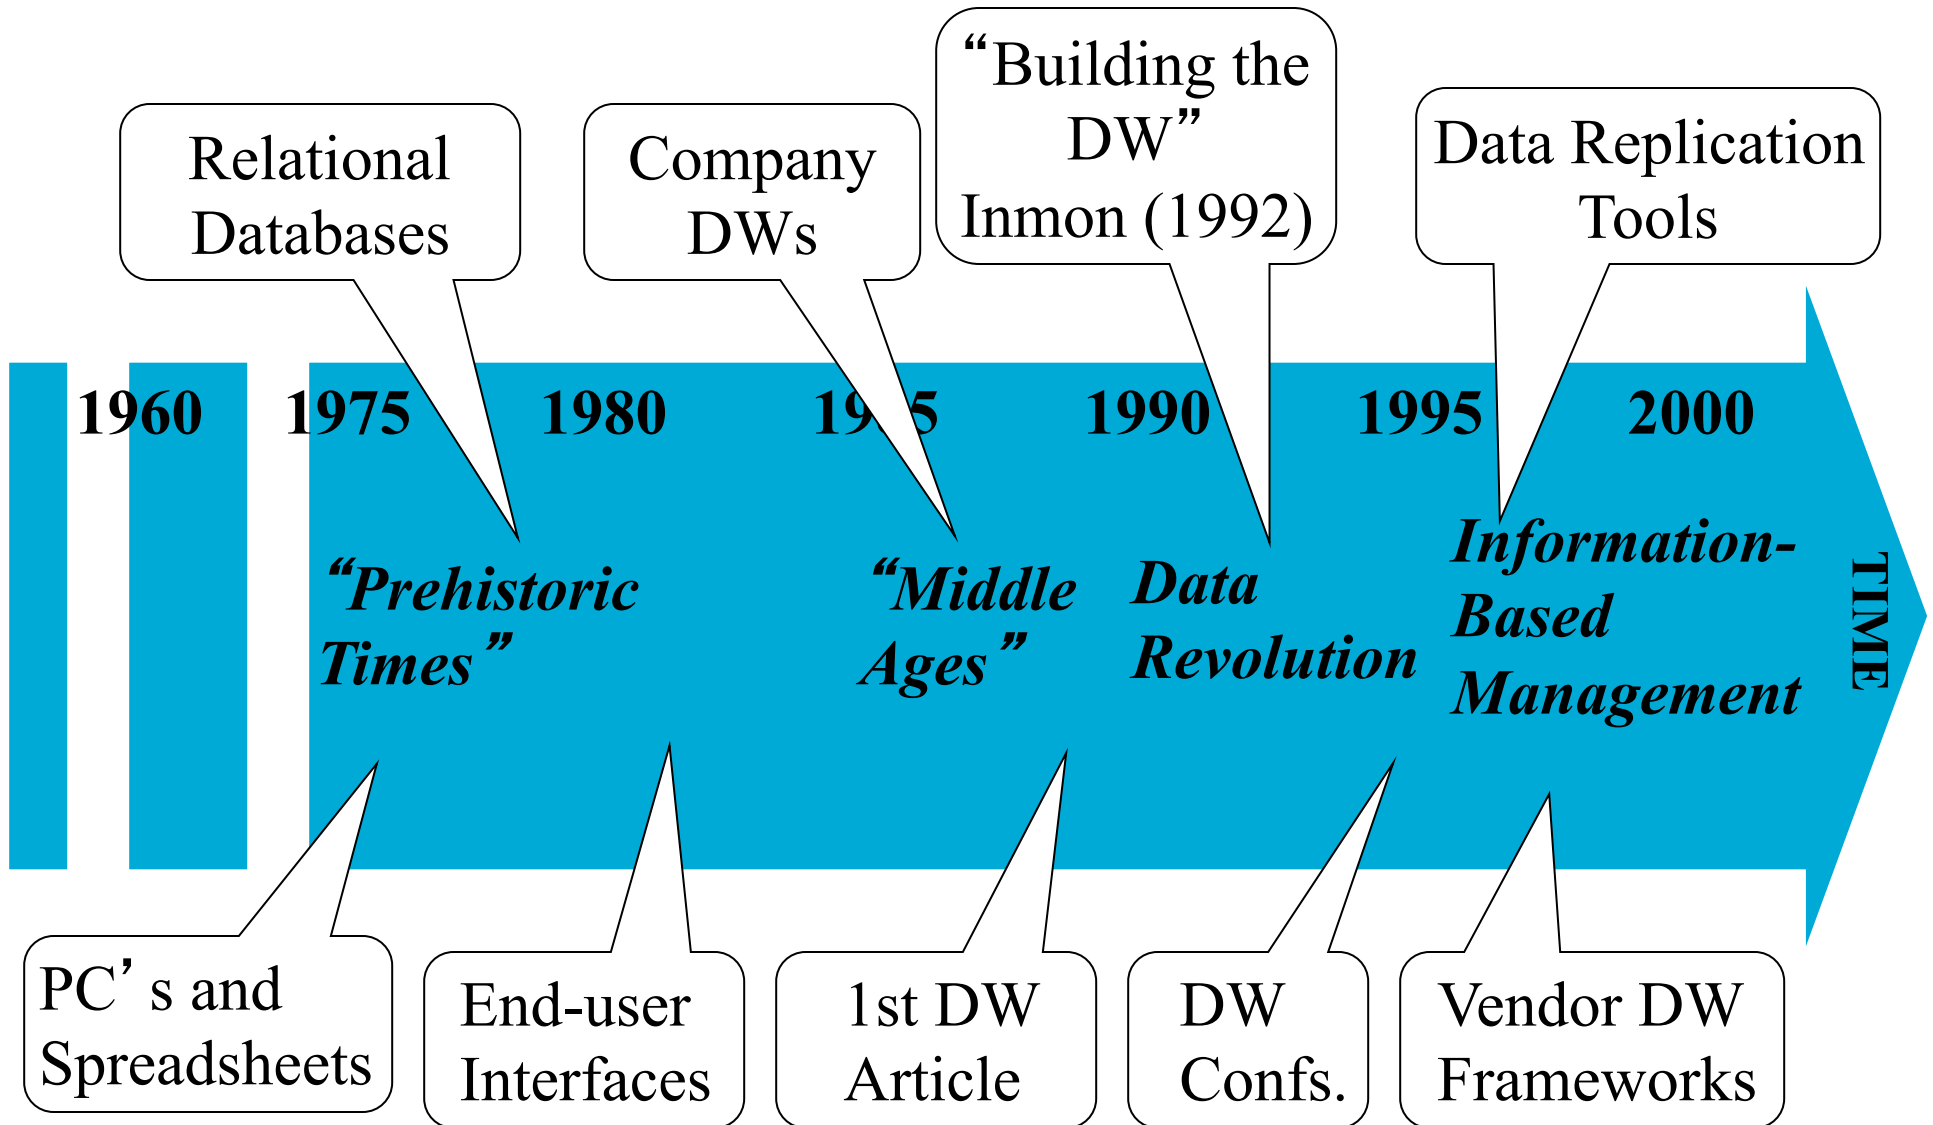 “Building the
DW”
Inmon (1992)
Relational
Databases
Company
DWs
Data Replication
Tools
1960
1975
1980
1990
1995
2000
“Prehistoric
Times”
“Middle
Ages”
Data
Revolution
Information-
Based
Management
TIME
PC’s and
Spreadsheets
End-user
Interfaces
1st DW
Article
DW
Confs.
Vendor DW
Frameworks